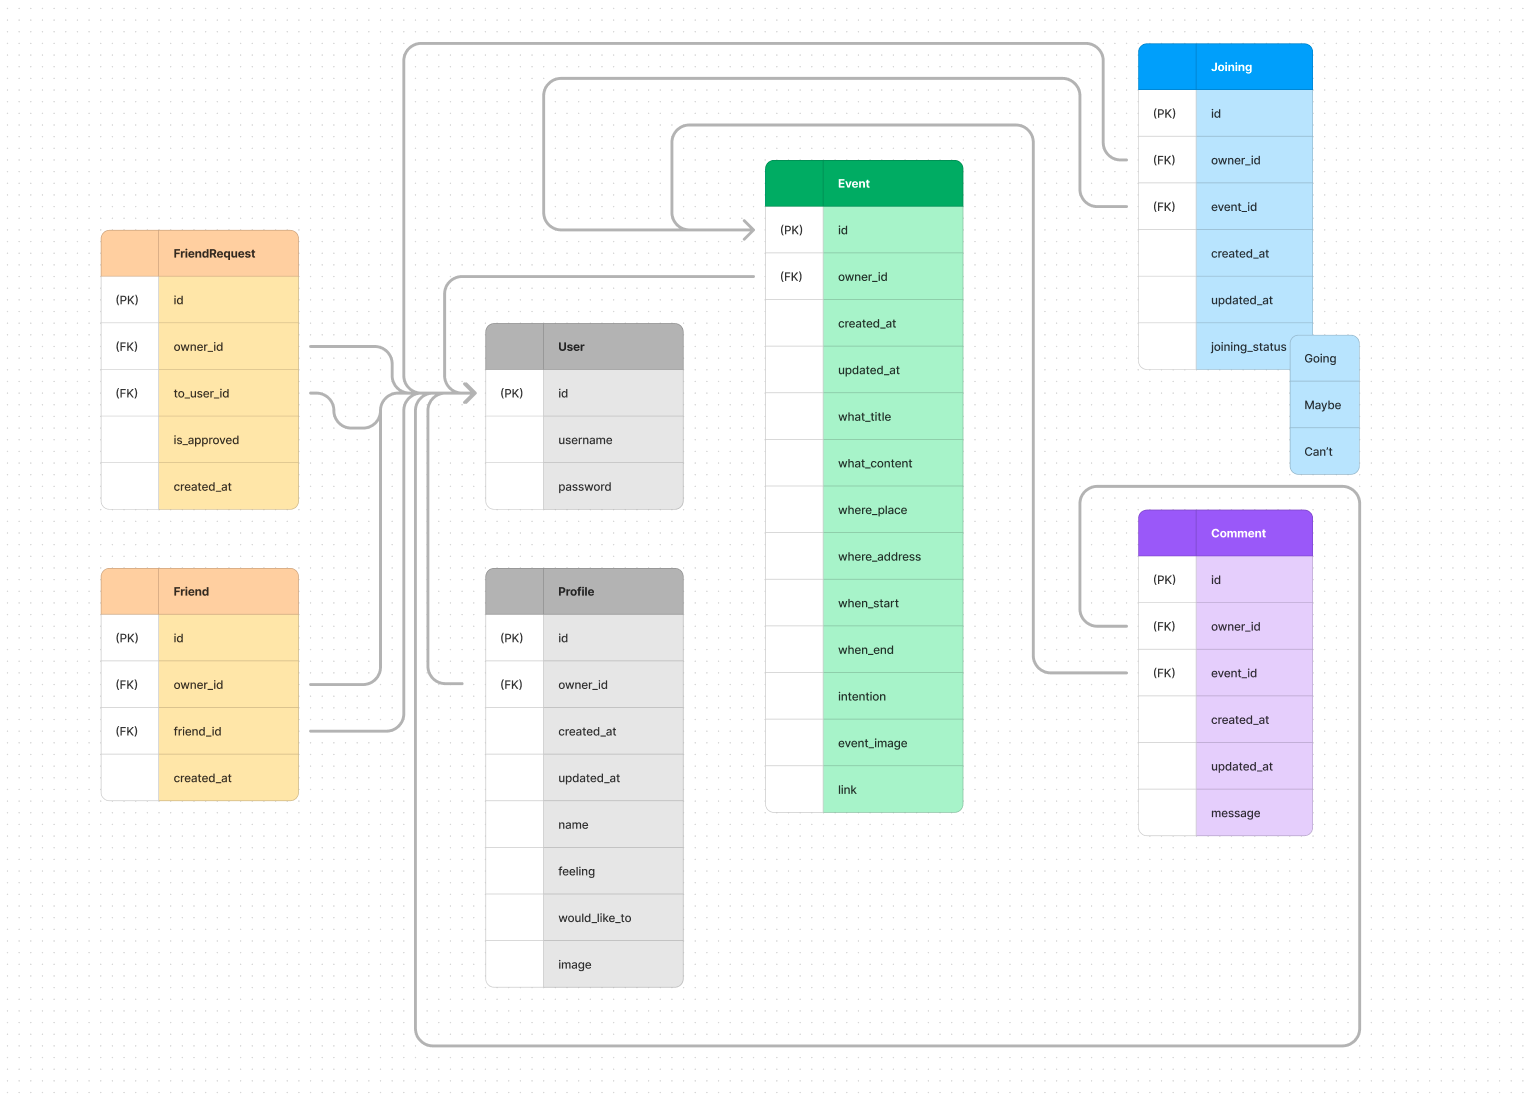 FriendRequest
(PK) id
(FK) owner_id
(FK) to_user_id
is_approved
created_at
Friend
(PK) id
(FK) owner_id
(FK) friend_id
created_at
User
(PK) id
username
password
Profile
(PK) id
(FK) owner_id
created_at
updated_at
name
feeling
would_like_to
image
Event
(PK) id
(FK) owner_id
created_at
updated_at
what_title
what_content
where_place
where_address
when_start
when_end
intention
event_image
link
Joining
(PK) id
(FK) owner_id
(FK) event_id
created_at
updated_at
joining_status
Going
Maybe
Can’t
Comment
(PK) id
(FK) owner_id
(FK) event_id
created_at
updated_at
message